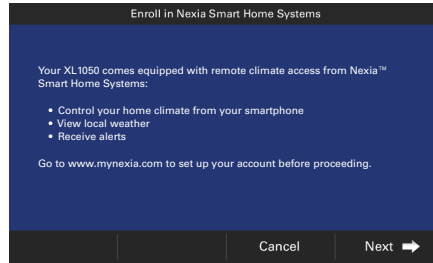 Enroll in Nexia Smart Home Systems
Your XL1050 comes equipped with remote climate access from Nexia™
Smart Home Systems:
• Control your home climate from your smartphone
• View local weather
• Receive alerts
Go to www.mynexia.com to set up your account before proceeding.
Cancel
Next